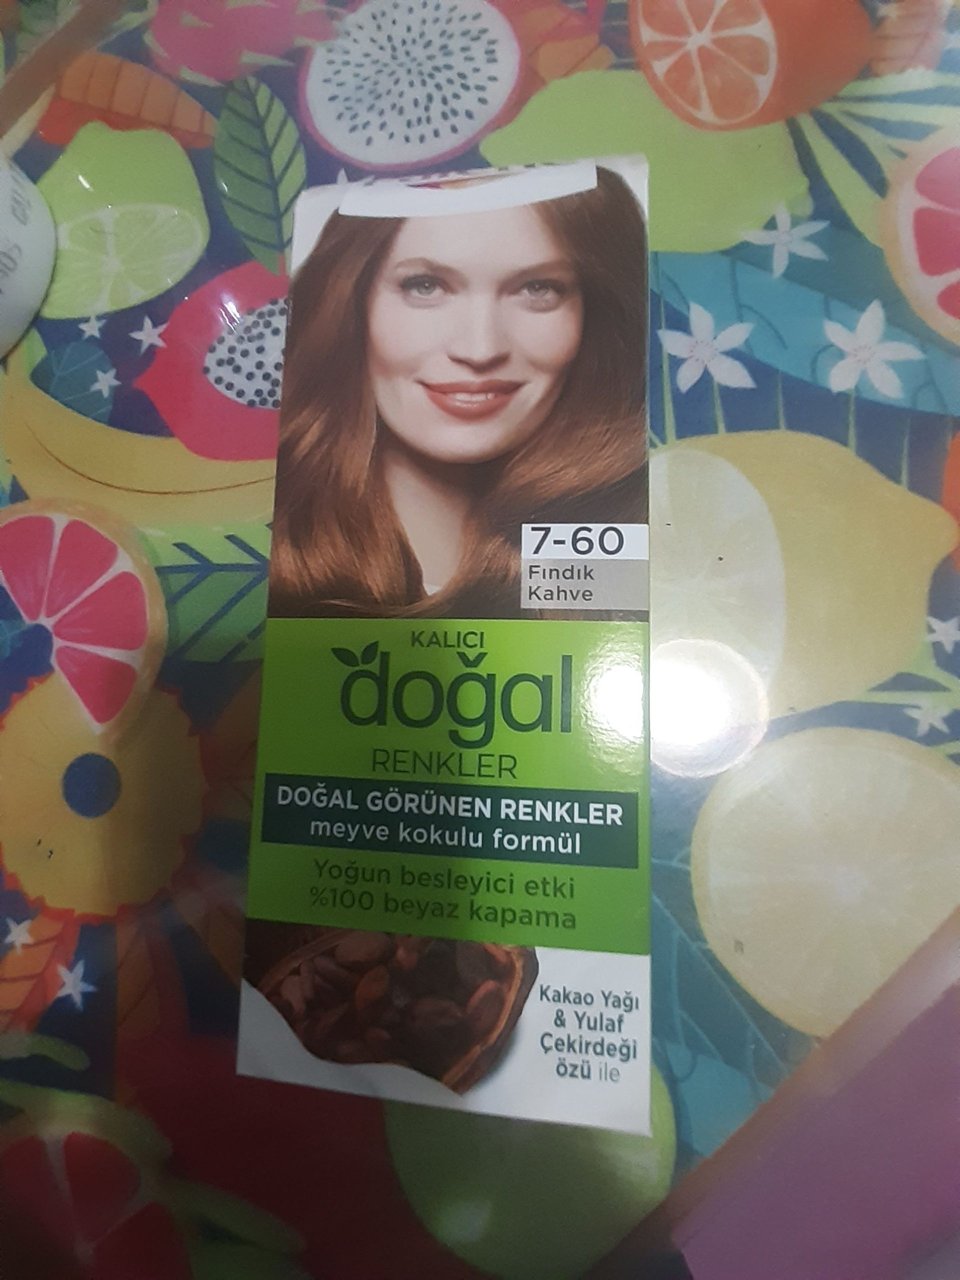 7-60
Fındık
Kahve
KALICI
doğal
RENKLER
DOĞAL GÖRÜNEN RENKLER
meyve kokulu formül
Yoğun besleyici etki
%100 beyaz kapama
Kakao Yağı
& Yulaf
Çekirdeği
özü ile